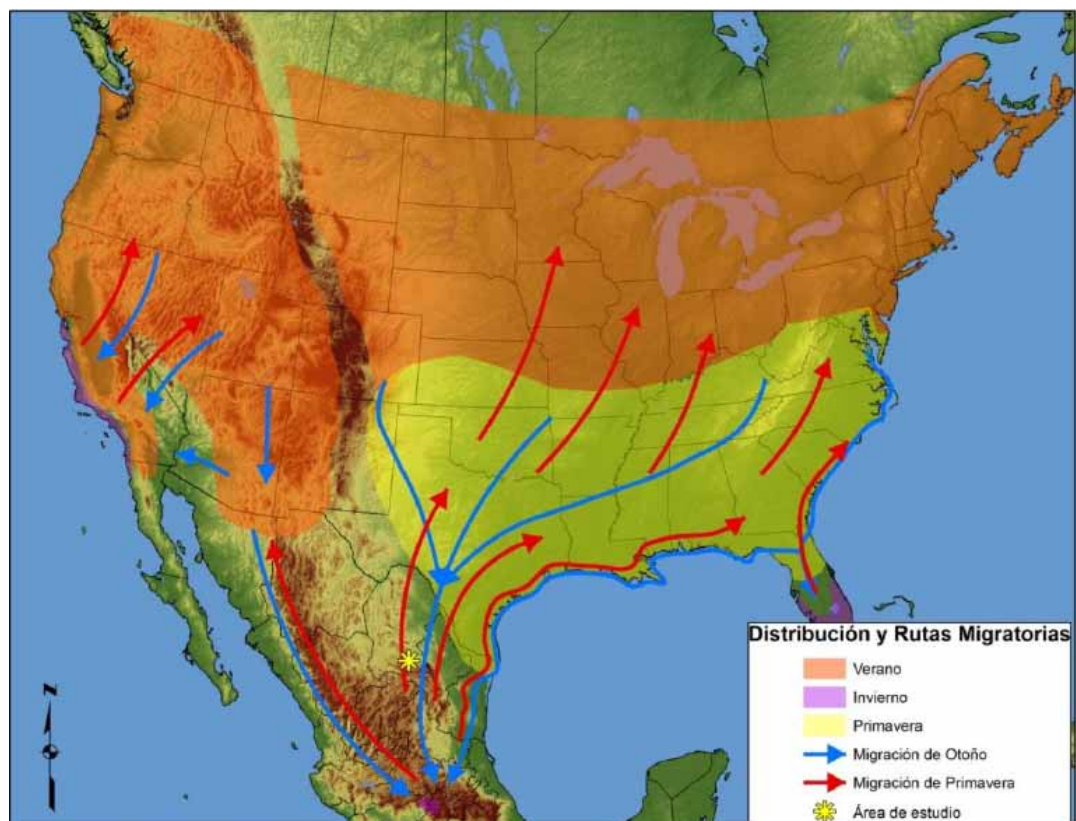 N
Distribución y Rutas Migratorias
Verano
Invierno
Primavera
Migración de Otoño
Migración de Primavera
Área de estudio